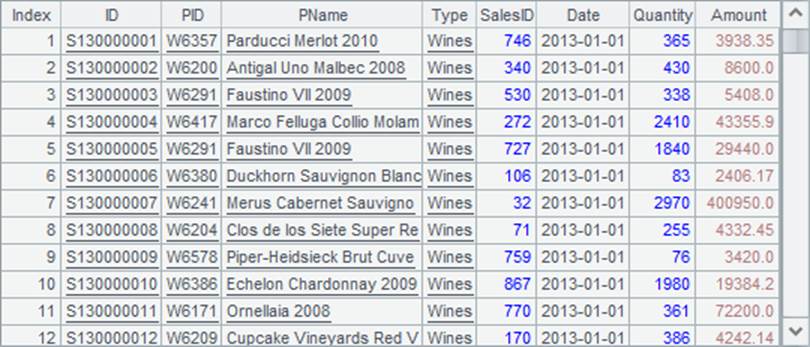 Index ID PID PName Type SalesID Date Quantity Amount
1 S130000001 W6357 Parducci Merlot 2010 Wines 746 2013-01-01 365 3938.35
2 S130000002 W6200 Antigal Uno Malbec 2008 Wines 340 2013-01-01 430 8600.0
3 S130000003 W6291 Faustino VII 2009 Wines 530 2013-01-01 338 5408.0
4 S130000004 W6417 Marco Felluga Collio Molam Wines 272 2013-01-01 2410 43355.9
5 S130000005 W6291 Faustino VII 2009 Wines 727 2013-01-01 1840 29440.0
6 S130000006 W6380 Duckhorn Sauvignon Blanc Wines 106 2013-01-01 83 2406.17
7 S130000007 W6241 Merus Cabernet Sauvigno Wines 32 2013-01-01 2970 400950.0
8 S130000008 W6204 Clos de los Siete Super Re Wines 71 2013-01-01 255 4332.45
9 S130000009 W6578 Piper-Heidsieck Brut Cuve Wines 759 2013-01-01 76 3420.0
10 S130000010 W6386 Echelon Chardonnay 2009 Wines 867 2013-01-01 1980 19384.2
11 S130000011 W6171 Ornellaia 2008 Wines 770 2013-01-01 361 72200.0
12 S130000012 W6209 Cupcake Vineyards Red V Wines 170 2013-01-01 386 4242.14